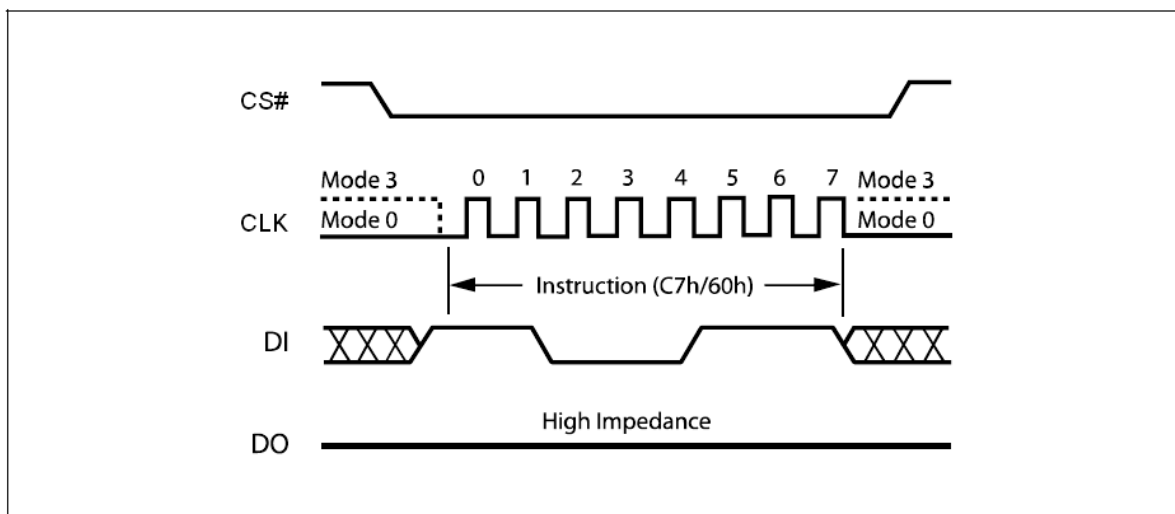 CS#
Mode 3 0 1 2 3 4 5 6 7 Mode 3
CLK Mode 0 Mode 0
Instruction (C7h/60h)
DI
High Impedance
DO